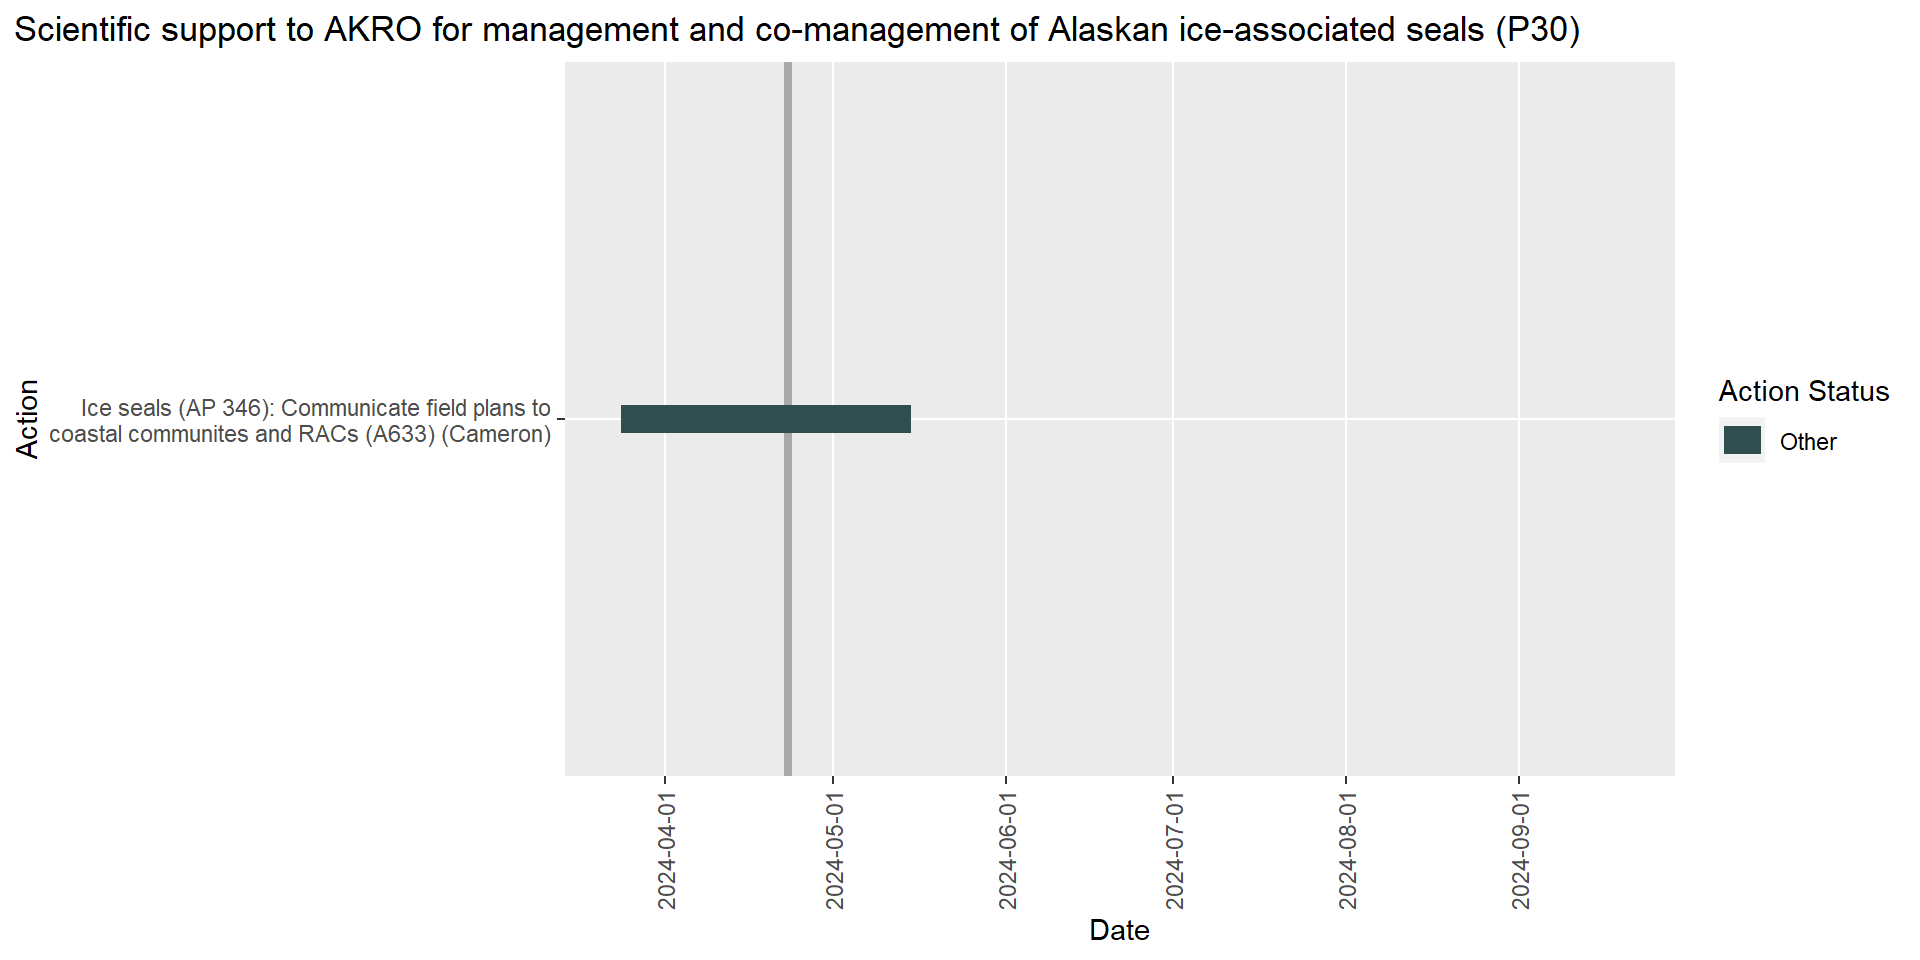 Scientific support to AKRO for management and co-management of Alaskan ice-associated seals (P30)
Action
Ice seals (AP 346): Communicate field plans to
coastal communites and RACs (A633) (Cameron)
Action Status
Other
2024-04-01
2024-05-01
2024-06-01
2024-07-01
2024-08-01
2024-09-01
Date